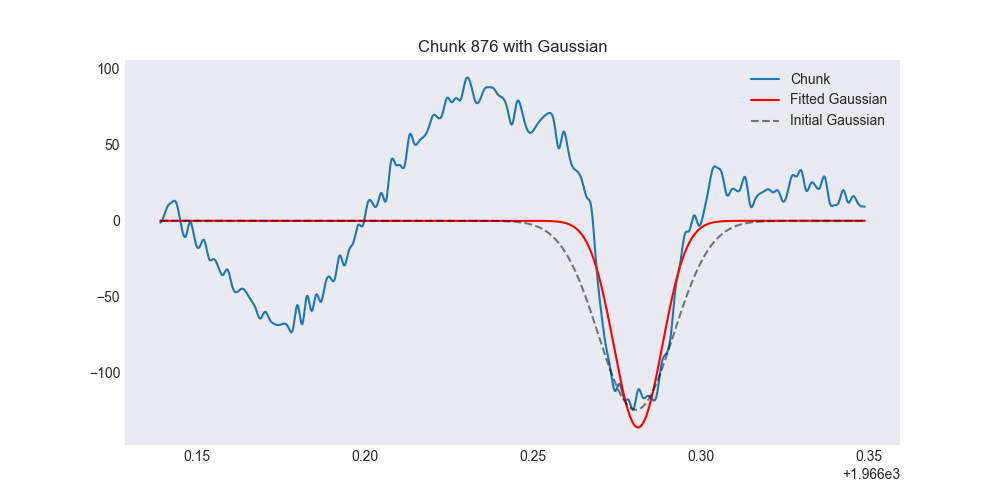 Chunk 876 with Gaussian
100
50
0
−50
−100
Chunk
Fitted Gaussian
Initial Gaussian
0.15 0.20 0.25 0.30 0.35
+1.966e3